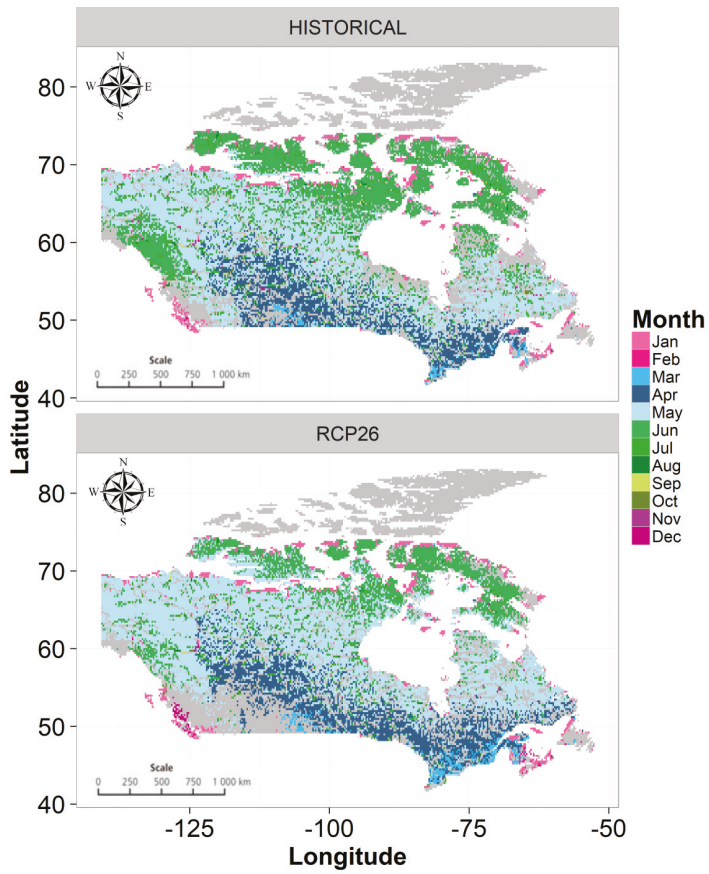 HISTORICAL
N
W E
S
80
70
60
50
40
Scale
0 250 500 750 1 000 km
RCP26
N
W E
S
80
70
60
50
40
Scale
0 250 500 750 1 000 km
-125 -100 -75 -50
Longitude
Latitude
Month
Jan
Feb
Mar
Apr
May
Jun
Jul
Aug
Sep
Oct
Nov
Dec